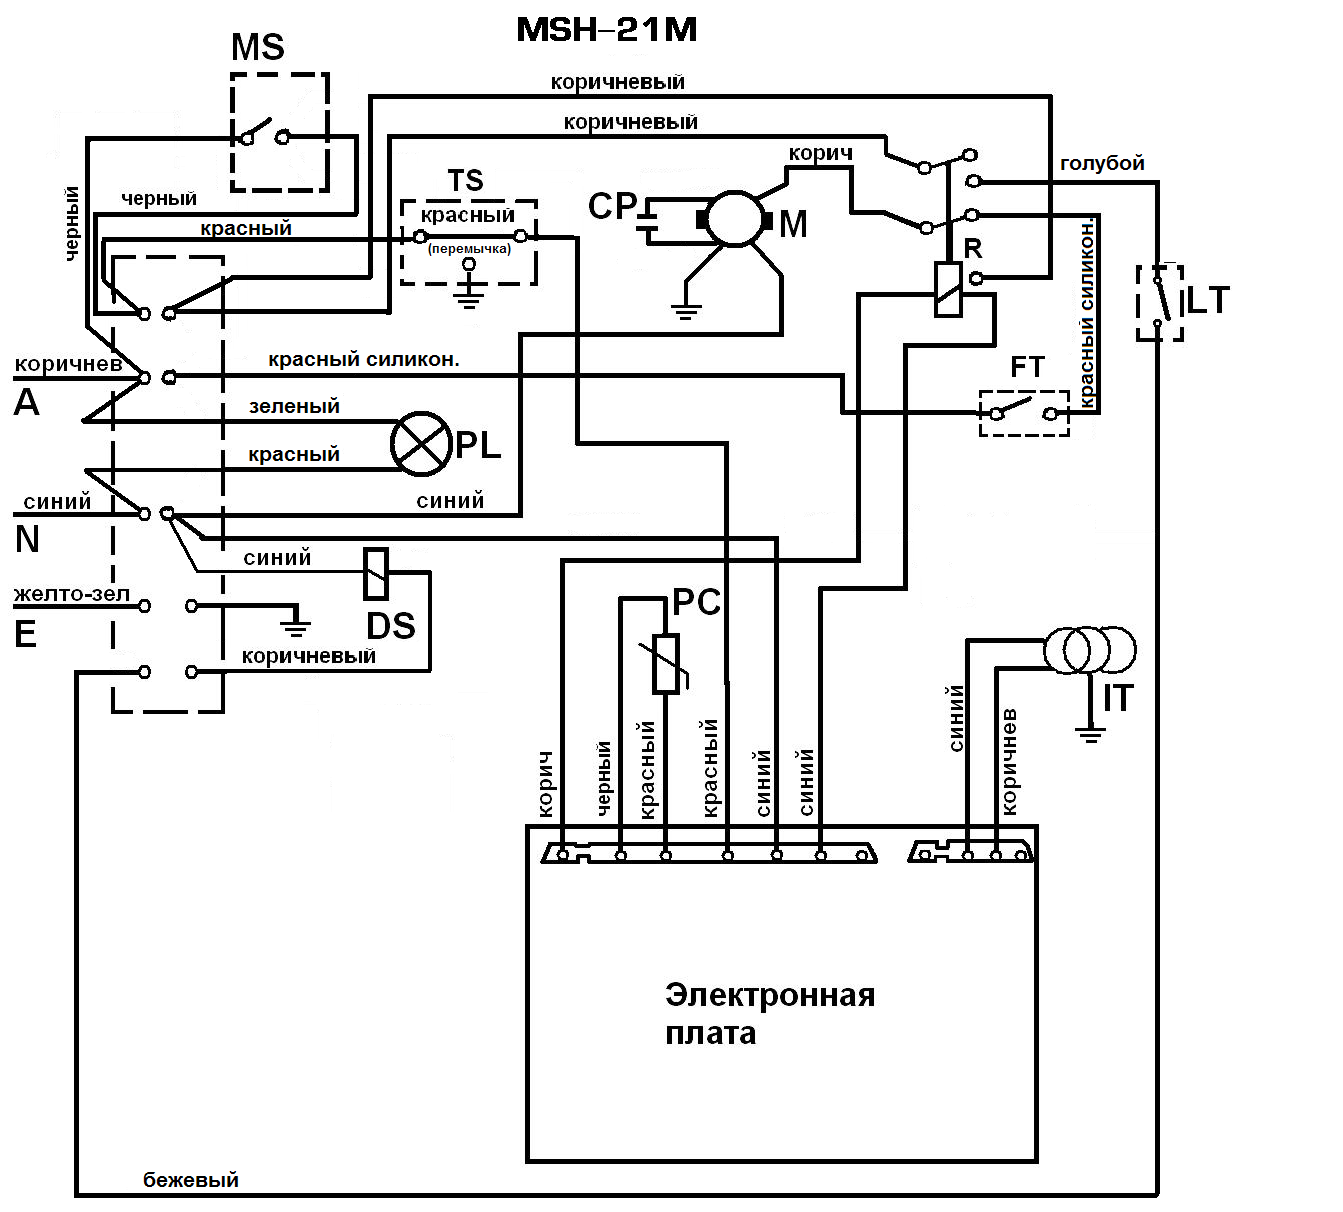 MSH-21M
MS
коричневый
коричневый
корич
голубой
TS
черный
красный
CP
M
красный
(перемычка)
R
черный
LT
красный силикон.
коричнев
A
красный силикон.
FT
зеленый
PL
красный
синий
N
синий
синий
DS
желто-зел
E
коричневый
PC
IT
корич
черный
красный
красный
синий
синий
синий
коричнев
Электронная
плата
бежевый